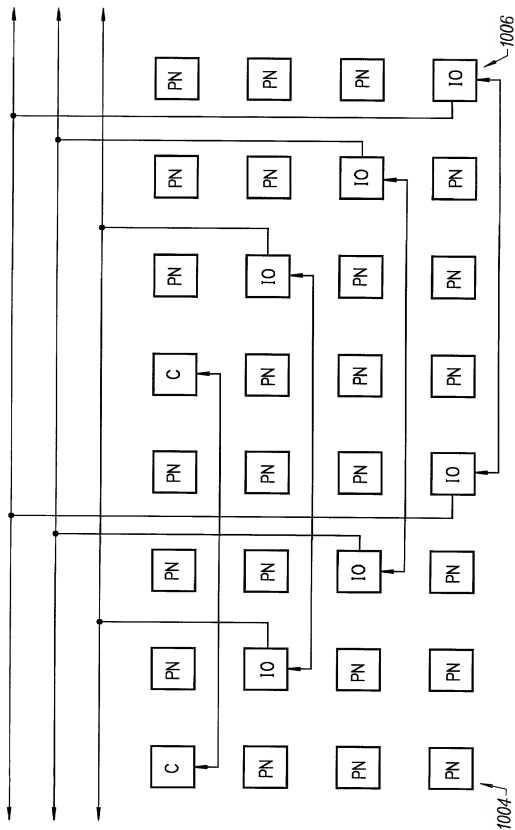 C PN PN PN C PN PN PN
PN IO PN PN PN IO PN PN
PN PN IO PN PN PN IO PN
PN PN PN IO PN PN PN IO
1004 1006